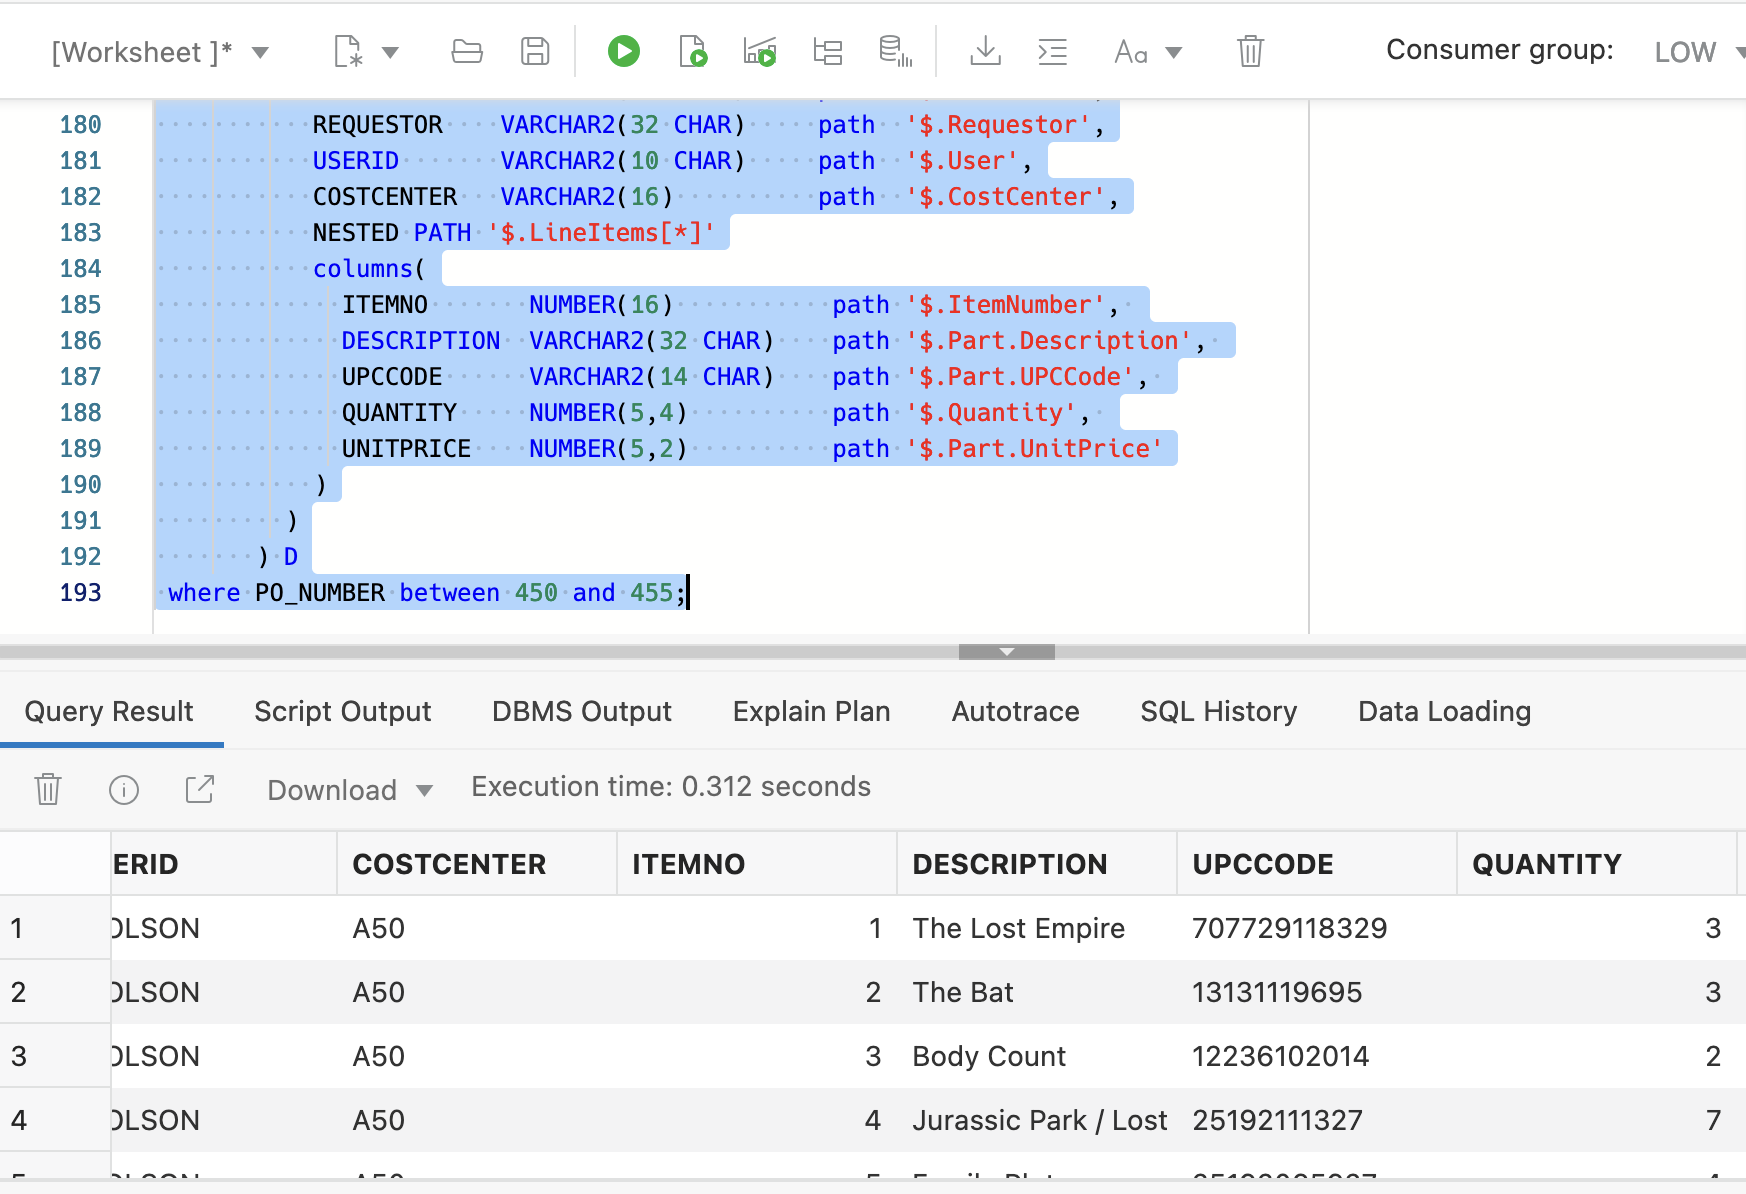 [Worksheet ]* Aa Consumer group: LOW
180 REQUESTOR VARCHAR2(32 CHAR) path '$.Requestor',
181 USERID VARCHAR2(10 CHAR) path '$.User',
182 COSTCENTER VARCHAR2(16) path '$.CostCenter',
183 NESTED PATH '$.LineItems[*]'
184 columns(
185 ITEMNO NUMBER(16) path '$.ItemNumber',
186 DESCRIPTION VARCHAR2(32 CHAR) path '$.Part.Description',
187 UPCCODE VARCHAR2(14 CHAR) path '$.Part.UPCCode',
188 QUANTITY NUMBER(5,4) path '$.Quantity',
189 UNITPRICE NUMBER(5,2) path '$.Part.UnitPrice'
190 )
191 )
192 ) D
193 where PO_NUMBER between 450 and 455;
Query Result Script Output DBMS Output Explain Plan Autotrace SQL History Data Loading
Download Execution time: 0.312 seconds
ERID COSTCENTER ITEMNO DESCRIPTION UPCCODE QUANTITY
1 OLSON A50 1 The Lost Empire 707729118329 3
2 OLSON A50 2 The Bat 13131119695 3
3 OLSON A50 3 Body Count 12236102014 2
4 OLSON A50 4 Jurassic Park / Lost 25192111327 7